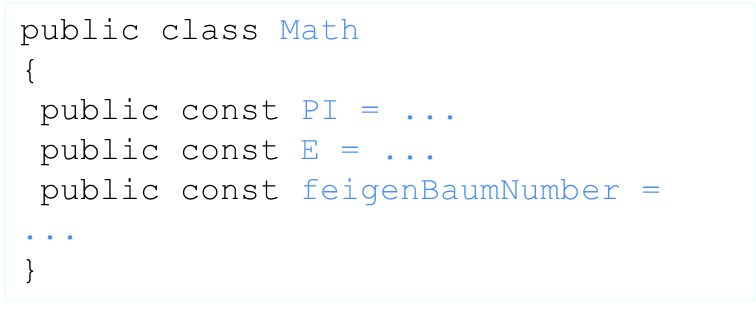 public class Math
{
public const PI = ...
public const E = ...
public const feigenBaumNumber =
...
}